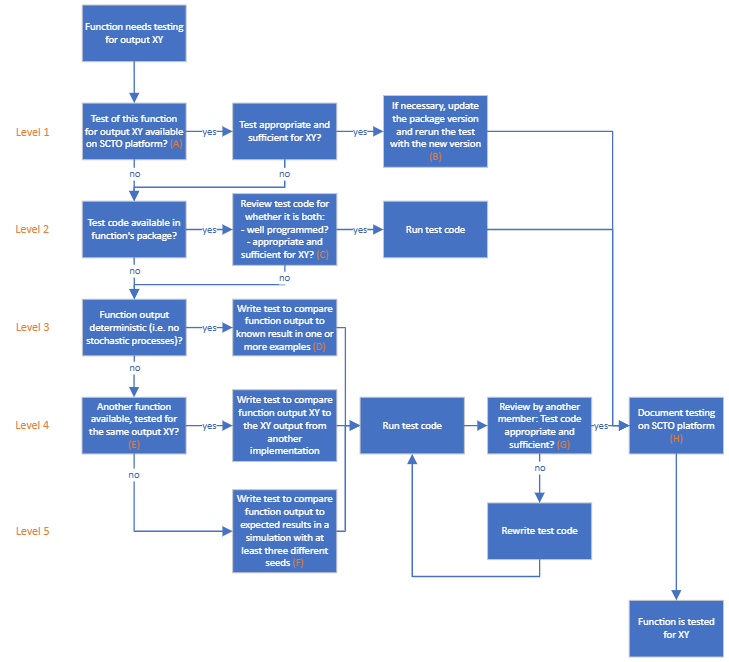 Function needs testing
for output XY
Level 1
Test of this function
for output XY available
on SCTO platform? (A)
yes
Test appropriate and
sufficient for XY?
yes
If necessary, update
the package version
and rerun the test
with the new version
(B)
no
no
Level 2
Test code available in
function's package?
yes
Review test code for
whether it is both:
- well programmed?
- appropriate and
sufficient for XY? (C)
yes
Run test code
no
no
Level 3
Function output
deterministic (i.e. no
stochastic processes)?
yes
Write test to compare
function output to
known result in one or
more examples (D)
no
Level 4
Another function
available, tested for
the same output XY?
(E)
yes
Write test to compare
function output XY to
the XY output from
another
implementation
Run test code
Review by another
member: Test code
appropriate and
sufficient? (G)
yes
Document testing
on SCTO platform
(H)
no
no
Level 5
Write test to compare
function output to
expected results in a
simulation with at
least three different
seeds (F)
Rewrite test code
Function is tested
for XY